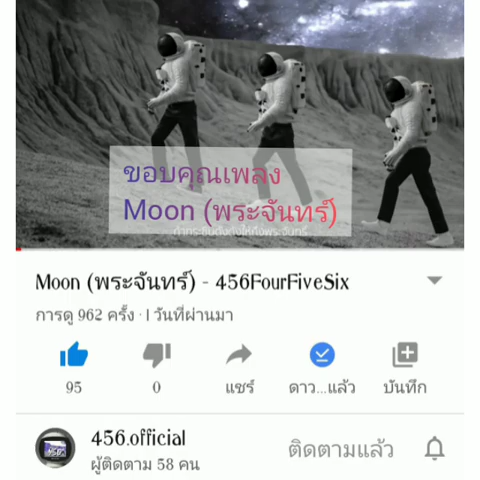 ขอบคุณเพลง
Moon (พระจันทร์)
Moon (พระจันทร์) - 456FourFiveSix
การดู 962 ครั้ง · 1 วันที่ผ่านมา
95
0
แชร์
ดาว...แล้ว
บันทึก
456.official
ผู้ติดตาม 58 คน
ติดตามแล้ว